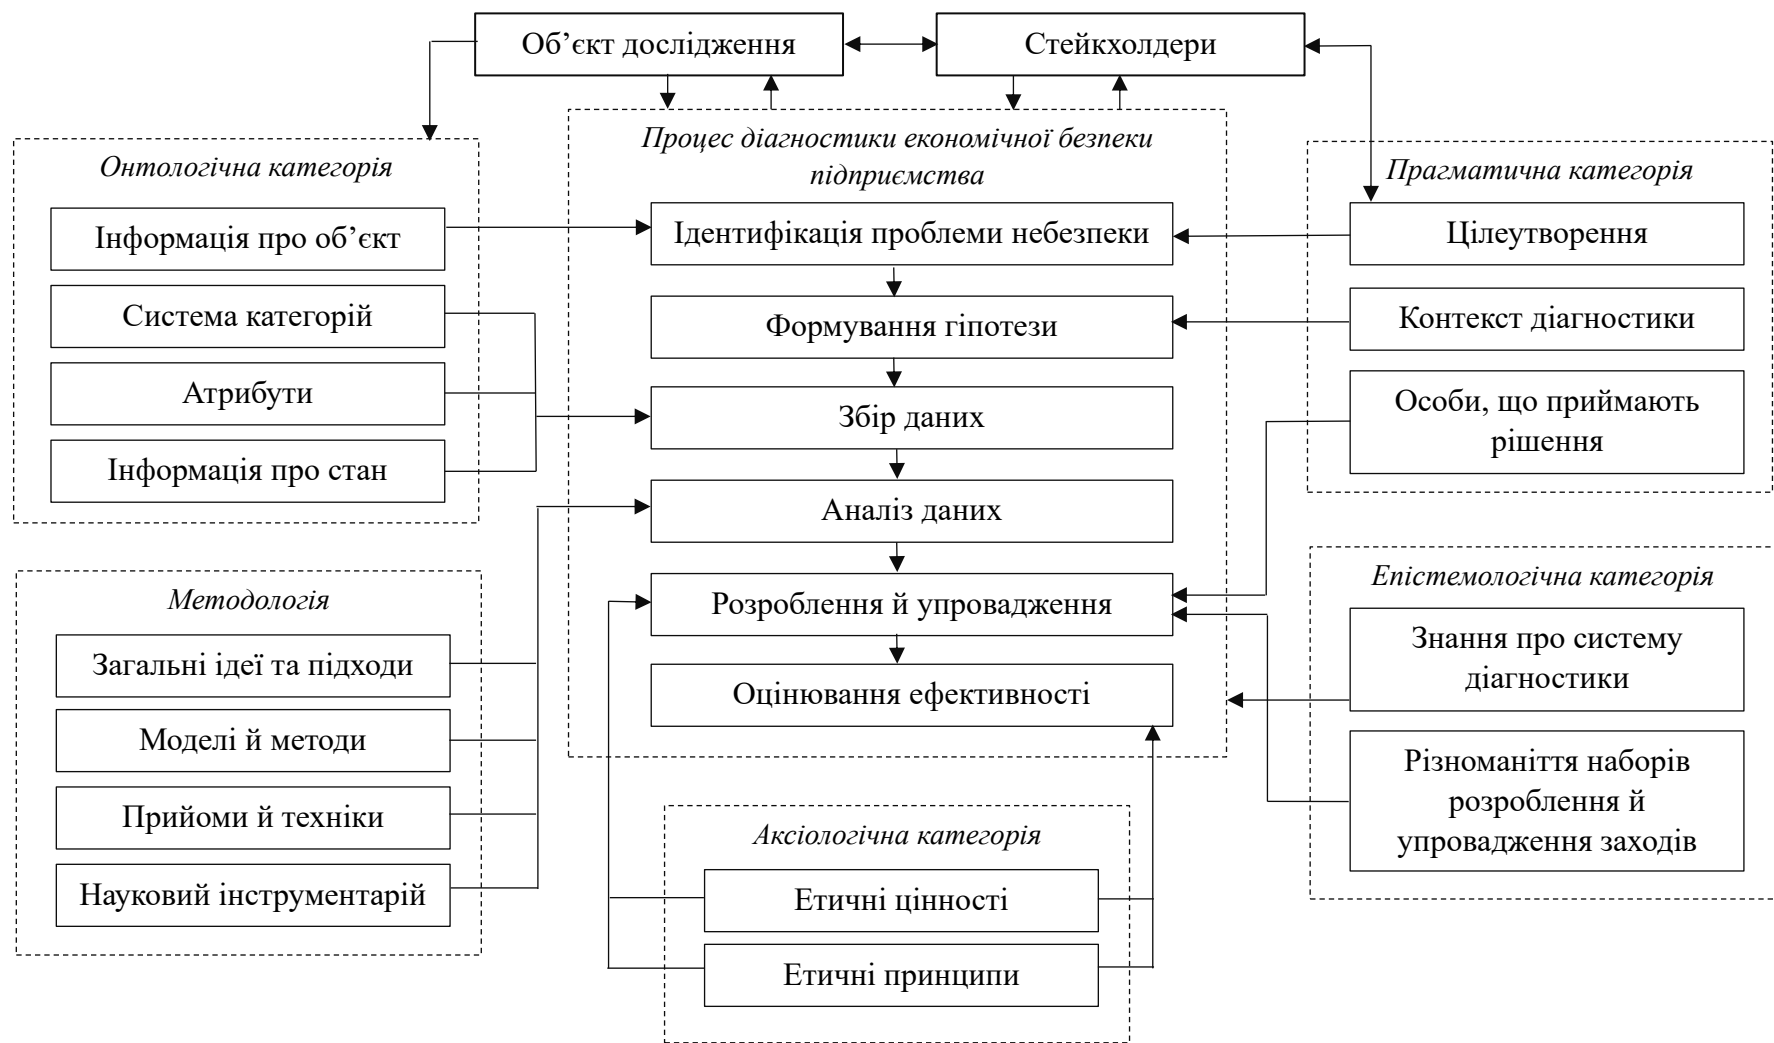 Об’єкт дослідження
Стейкхолдери
Онтологічна категорія
Інформація про об’єкт
Система категорій
Атрибути
Інформація про стан
Методологія
Загальні ідеї та підходи
Моделі й методи
Прийоми й техніки
Науковий інструментарій
Процес діагностики економічної безпеки
підприємства
Ідентифікація проблеми небезпеки
Формування гіпотези
Збір даних
Аналіз даних
Розроблення й упровадження
Оцінювання ефективності
Аксіологічна категорія
Етичні цінності
Етичні принципи
Прагматична категорія
Цілеутворення
Контекст діагностики
Особи, що приймають
рішення
Епістемологічна категорія
Знання про систему
діагностики
Різноманіття наборів
розроблення й
упровадження заходів